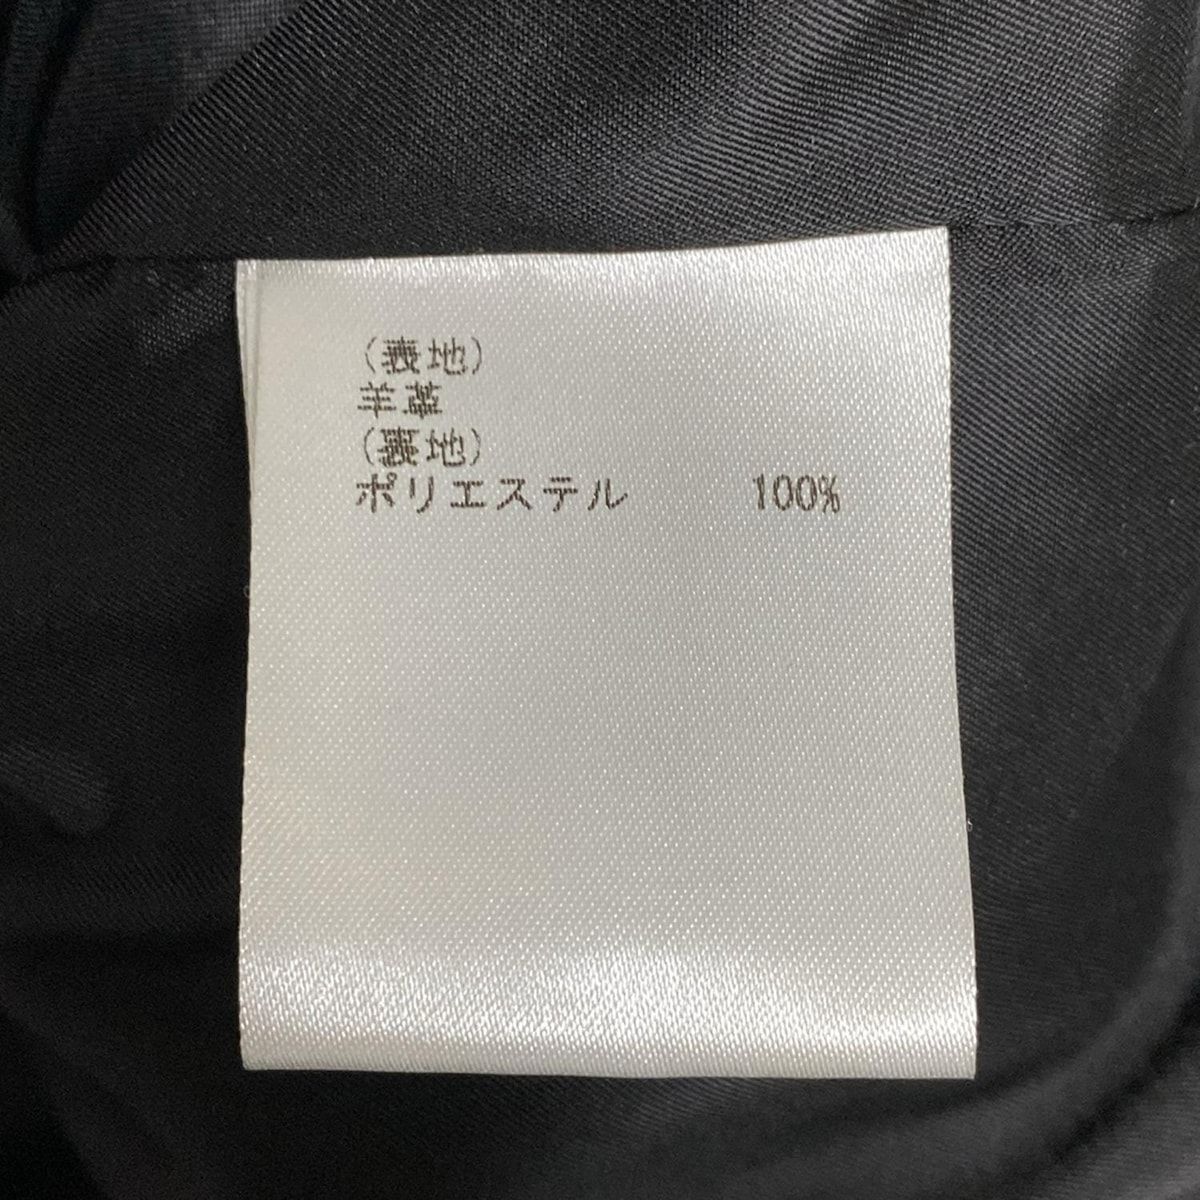 (表地)
羊革
(裏地)
ポリエステル 100%